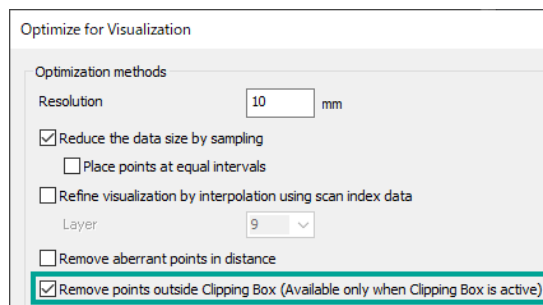 Optimize for Visualization
Optimization methods
Resolution 10 mm
Reduce the data size by sampling
Place points at equal intervals
Refine visualization by interpolation using scan index data
Layer 9
Remove aberrant points in distance
Remove points outside Clipping Box (Available only when Clipping Box is active)